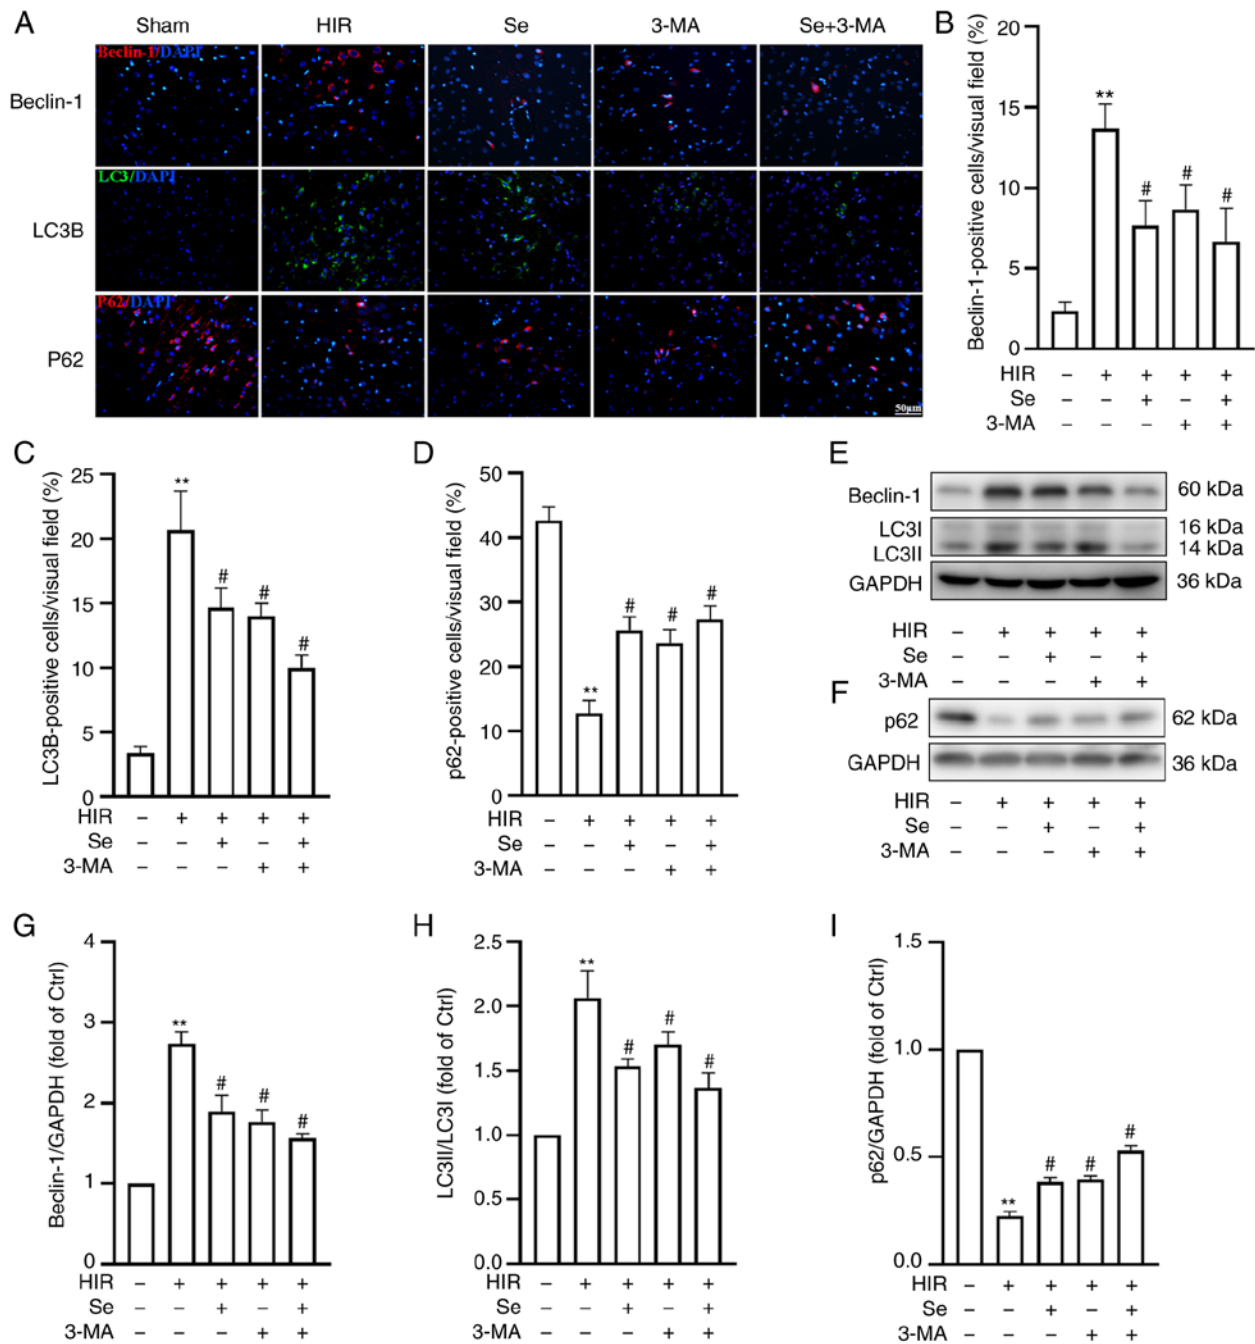 A
Sham HIR Se 3-MA Se+3-MA
Beclin-1/DAPI
Beclin-1
LC3/DAPI
LC3B
P62/DAPI
P62
50μm
B
Beclin-1-positive cells/visual field (%)
20
15
10
5
0
**
#
#
#
HIR – + + + +
Se – – + – +
3-MA – – – + +
C
LC3B-positive cells/visual field (%)
25
20
15
10
5
0
**
#
#
#
HIR – + + + +
Se – – + – +
3-MA – – – + +
D
p62-positive cells/visual field (%)
50
40
30
20
10
0
**
#
#
#
HIR – + + + +
Se – – + – +
3-MA – – – + +
E
Beclin-1 60 kDa
LC3I 16 kDa
LC3II 14 kDa
GAPDH 36 kDa
HIR – + + + +
Se – – + – +
3-MA – – – + +
F
p62 62 kDa
GAPDH 36 kDa
HIR – + + + +
Se – – + – +
3-MA – – – + +
G
Beclin-1/GAPDH (fold of Ctrl)
4
3
2
1
0
**
#
#
#
HIR – + + + +
Se – – + – +
3-MA – – – + +
H
LC3II/LC3I (fold of Ctrl)
2.5
2.0
1.5
1.0
0.5
0.0
**
#
#
#
HIR – + + + +
Se – – + – +
3-MA – – – + +
I
p62/GAPDH (fold of Ctrl)
1.5
1.0
0.5
0.0
**
#
#
#
HIR – + + + +
Se – – + – +
3-MA – – – + +